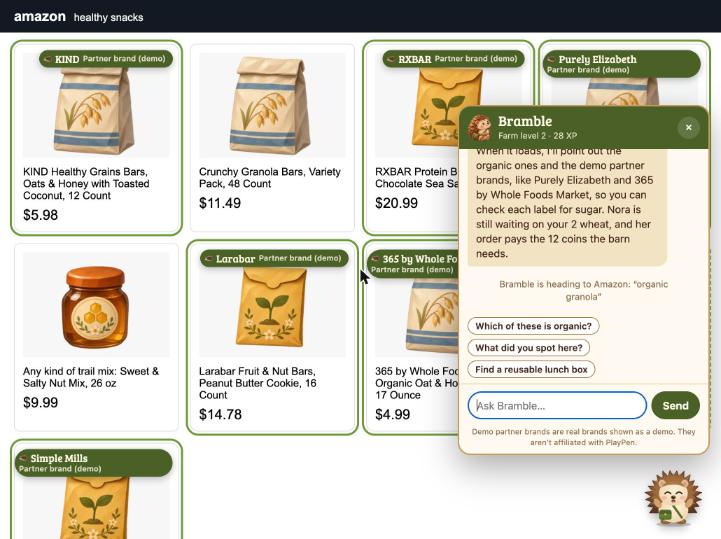 amazon healthy snacks
KIND Partner brand (demo)
RXBAR Partner brand (demo)
Purely Elizabeth
Partner brand (demo)
KIND Healthy Grains Bars,
Oats & Honey with Toasted
Coconut, 12 Count
$5.98
Crunchy Granola Bars, Variety
Pack, 48 Count
$11.49
RXBAR Protein B
Chocolate Sea Sa
$20.99
Larabar Partner brand (demo)
365 by Whole Fo
Partner brand (demo)
Any kind of trail mix: Sweet &
Salty Nut Mix, 26 oz
$9.99
Larabar Fruit & Nut Bars,
Peanut Butter Cookie, 16
Count
$14.78
365 by Whole Fo
Organic Oat & Ho
17 Ounce
$4.99
Simple Mills
Partner brand (demo)
Bramble
Farm level 2 · 28 XP
×
When it loads, I'll point out the
organic ones and the demo partner
brands, like Purely Elizabeth and 365
by Whole Foods Market, so you can
check each label for sugar. Nora is
still waiting on your 2 wheat, and her
order pays the 12 coins the barn
needs.
Bramble is heading to Amazon: “organic
granola”
Which of these is organic?
What did you spot here?
Find a reusable lunch box
Ask Bramble...
Send
Demo partner brands are real brands shown as a demo. They
aren't affiliated with PlayPen.